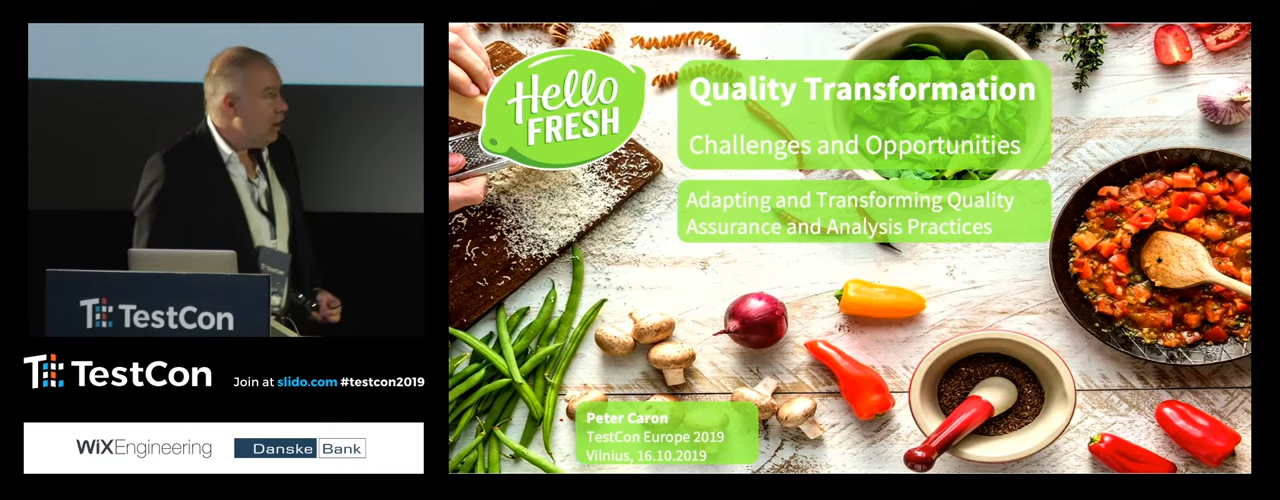 TestCon
TestCon
TestCon
Join at slido.com #testcon2019
WiX Engineering
Danske Bank
Hello
FRESH
Quality Transformation
Challenges and Opportunities
Adapting and Transforming Quality
Assurance and Analysis Practices
Peter Caron
TestCon Europe 2019
Vilnius, 16.10.2019